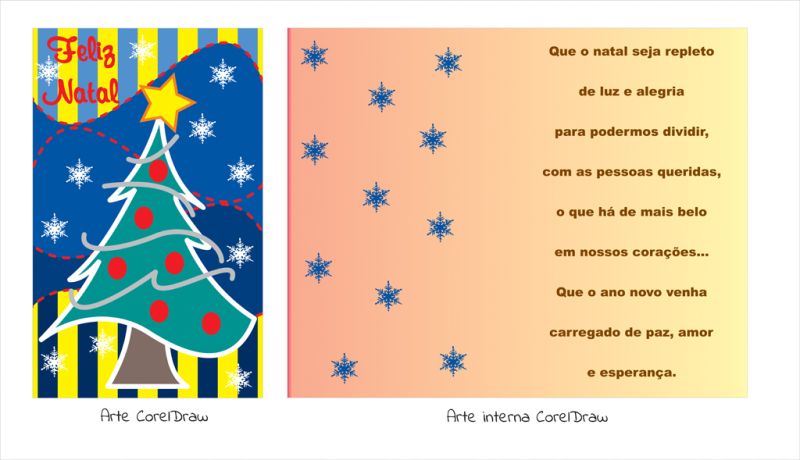 Feliz
Natal
Que o natal seja repleto
de luz e alegria
para podermos dividir,
com as pessoas queridas,
o que há de mais belo
em nossos corações...
Que o ano novo venha
carregado de paz, amor
e esperança.
Arte CorelDraw
Arte interna CorelDraw